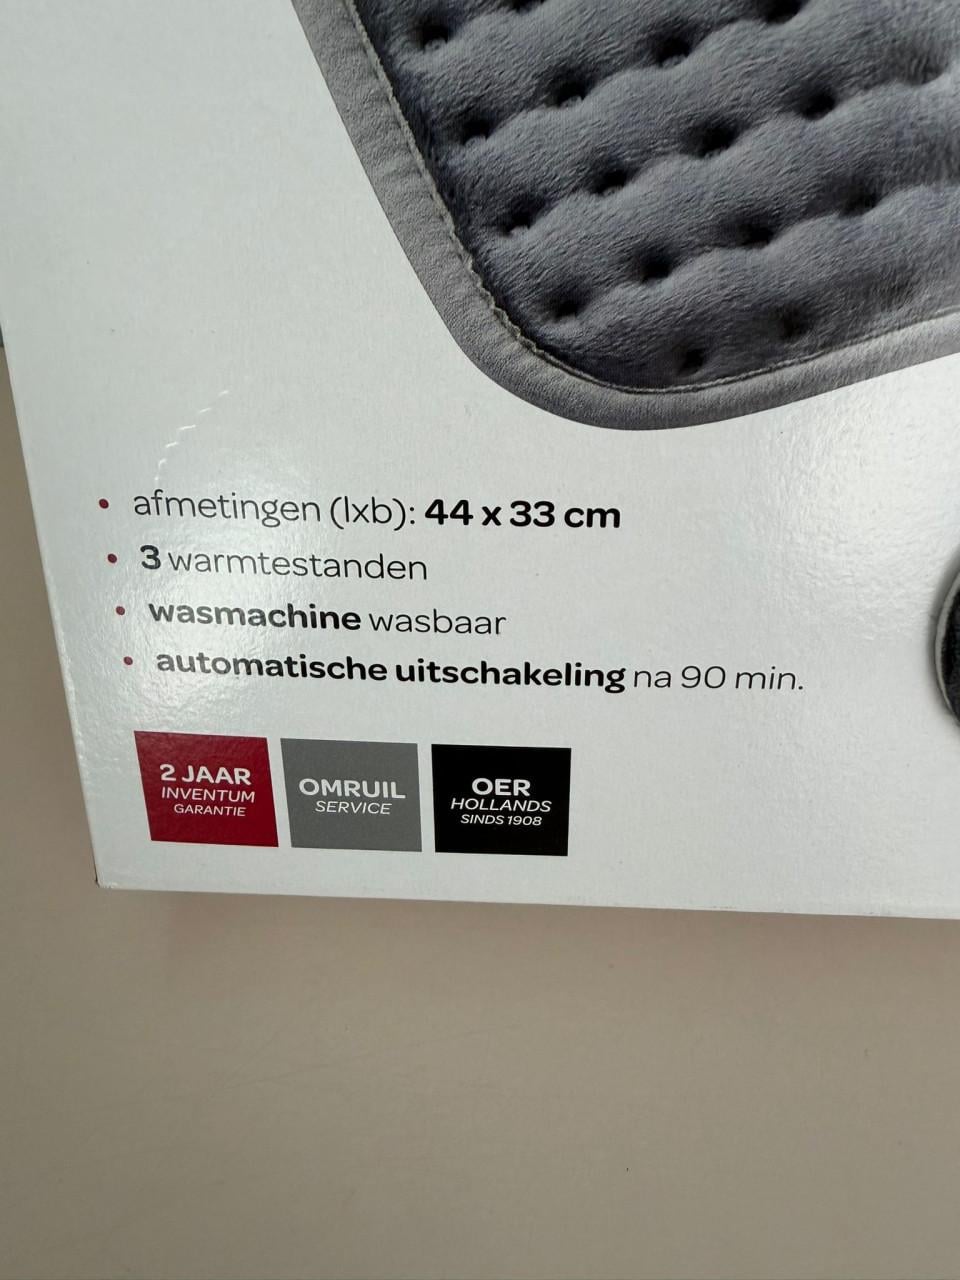 afmetingen (lxb): 44 x 33 cm
3 warmtestanden
wasmachine wasbaar
automatische uitschakeling na 90 min.
2 JAAR
INVENTUM
GARANTIE
OMRUIL
SERVICE
OER
HOLLANDS
SINDS 1908